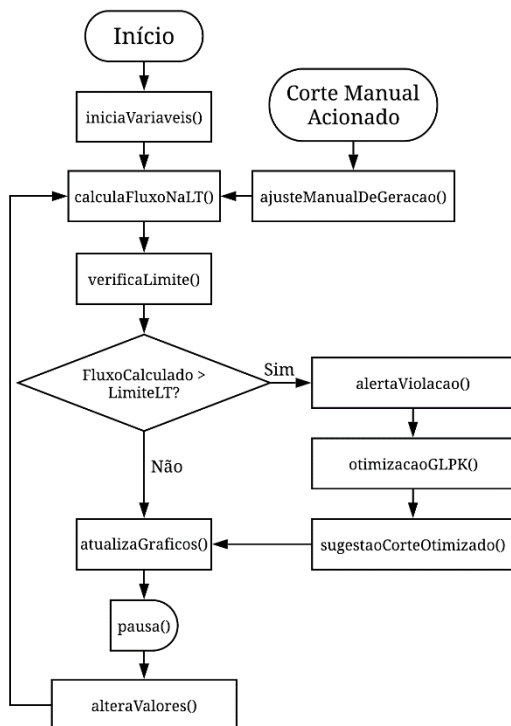 Início
iniciaVariaveis()
Corte Manual
Acionado
calculaFluxoNaLT()
ajusteManualDeGeracao()
verificaLimite()
FluxoCalculado >
LimiteLT?
Sim
alertaViolacao()
Não
otimizacaoGLPK()
atualizaGraficos()
sugestaoCorteOtimizado()
pausa()
alteraValores()